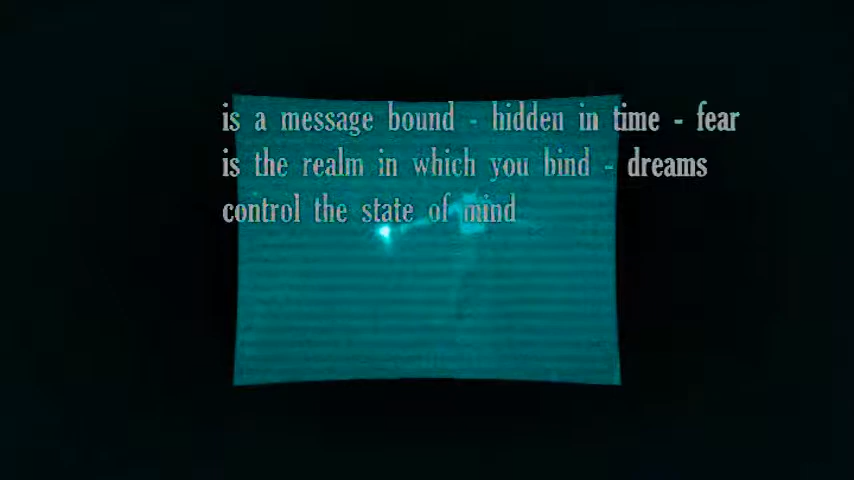 is a message bound - hidden in time - fear
is the realm in which you bind - dreams
control the state of mind